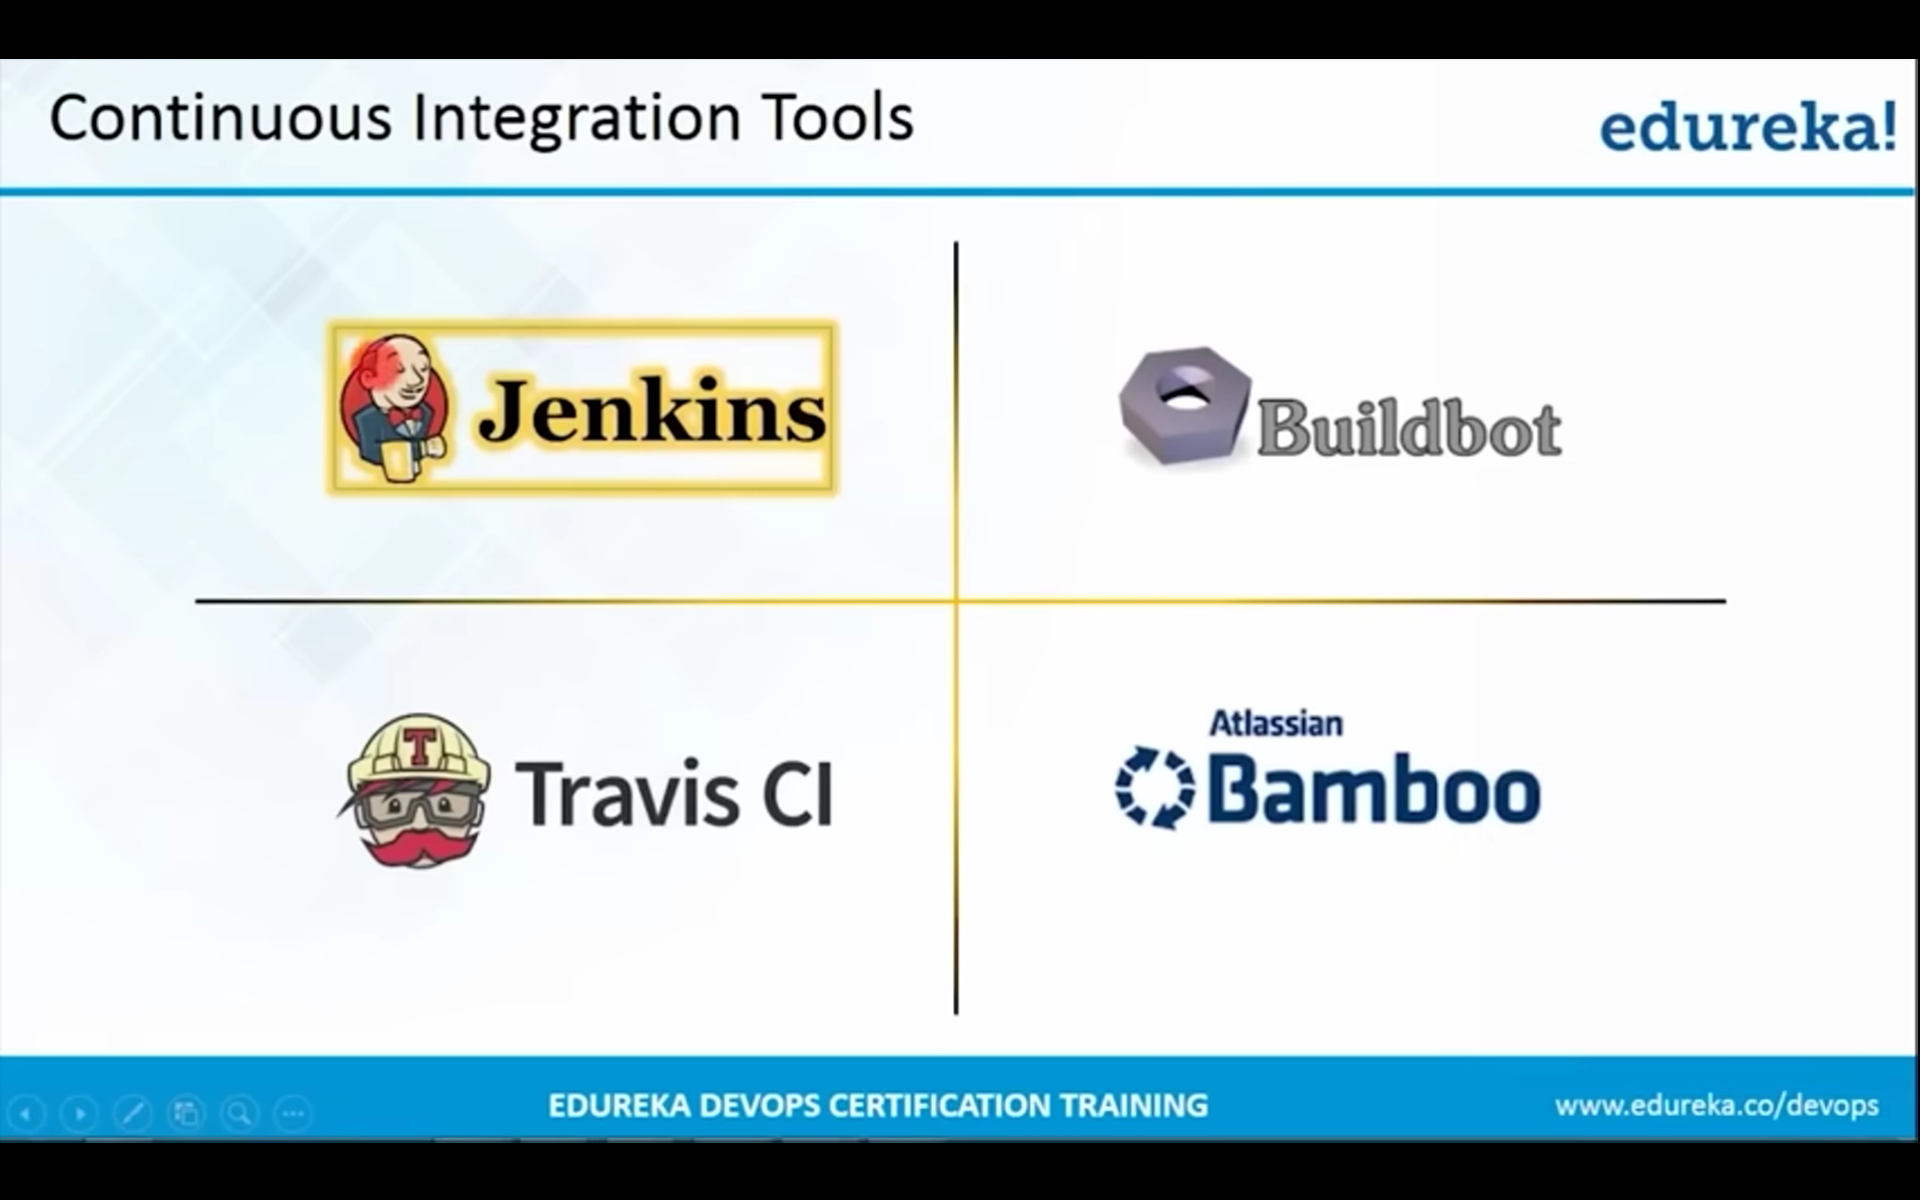 Continuous Integration Tools
edureka!
Jenkins
Buildbot
T
Travis CI
Atlassian
Bamboo
EDUREKA DEVOPS CERTIFICATION TRAINING
www.edureka.co/devops